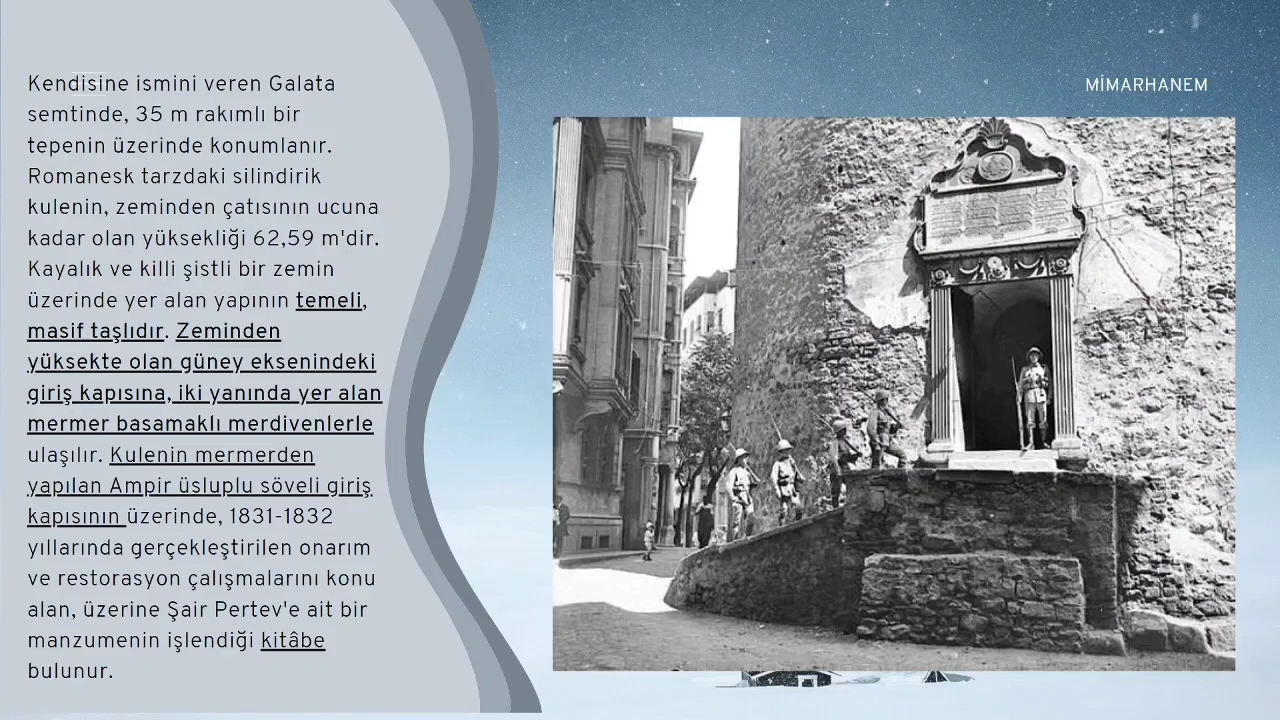 Kendisine ismini veren Galata
semtinde, 35 m rakımlı bir
tepenin üzerinde konumlanır.
Romanesk tarzdaki silindirik
kulenin, zeminden çatısının ucuna
kadar olan yüksekliği 62,59 m'dir.
Kayalık ve killi şistli bir zemin
üzerinde yer alan yapının temeli,
masif taşlıdır. Zeminden
yüksekte olan güney eksenindeki
giriş kapısına, iki yanında yer alan
mermer basamaklı merdivenlerle
ulaşılır. Kulenin mermerden
yapılan Ampir üsluplu söveli giriş
kapısının üzerinde, 1831-1832
yıllarında gerçekleştirilen onarım
ve restorasyon çalışmalarını konu
alan, üzerine Şair Pertev'e ait bir
manzumenin işlendiği kitâbe
bulunur.
MİMARHANEM